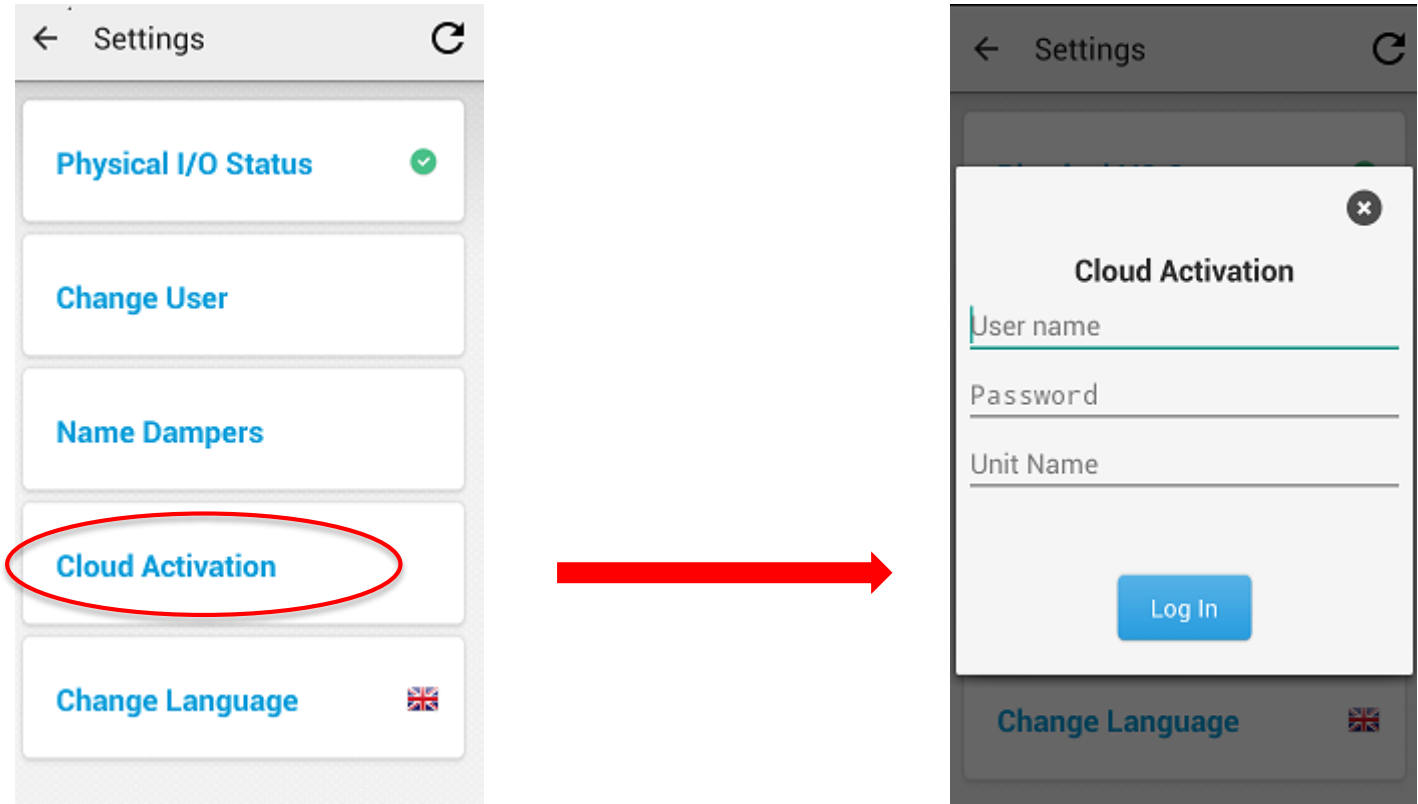 Settings
Physical I/O Status
Change User
Name Dampers
Cloud Activation
Change Language
Settings
Cloud Activation
User name
Password
Unit Name
Log In
Change Language